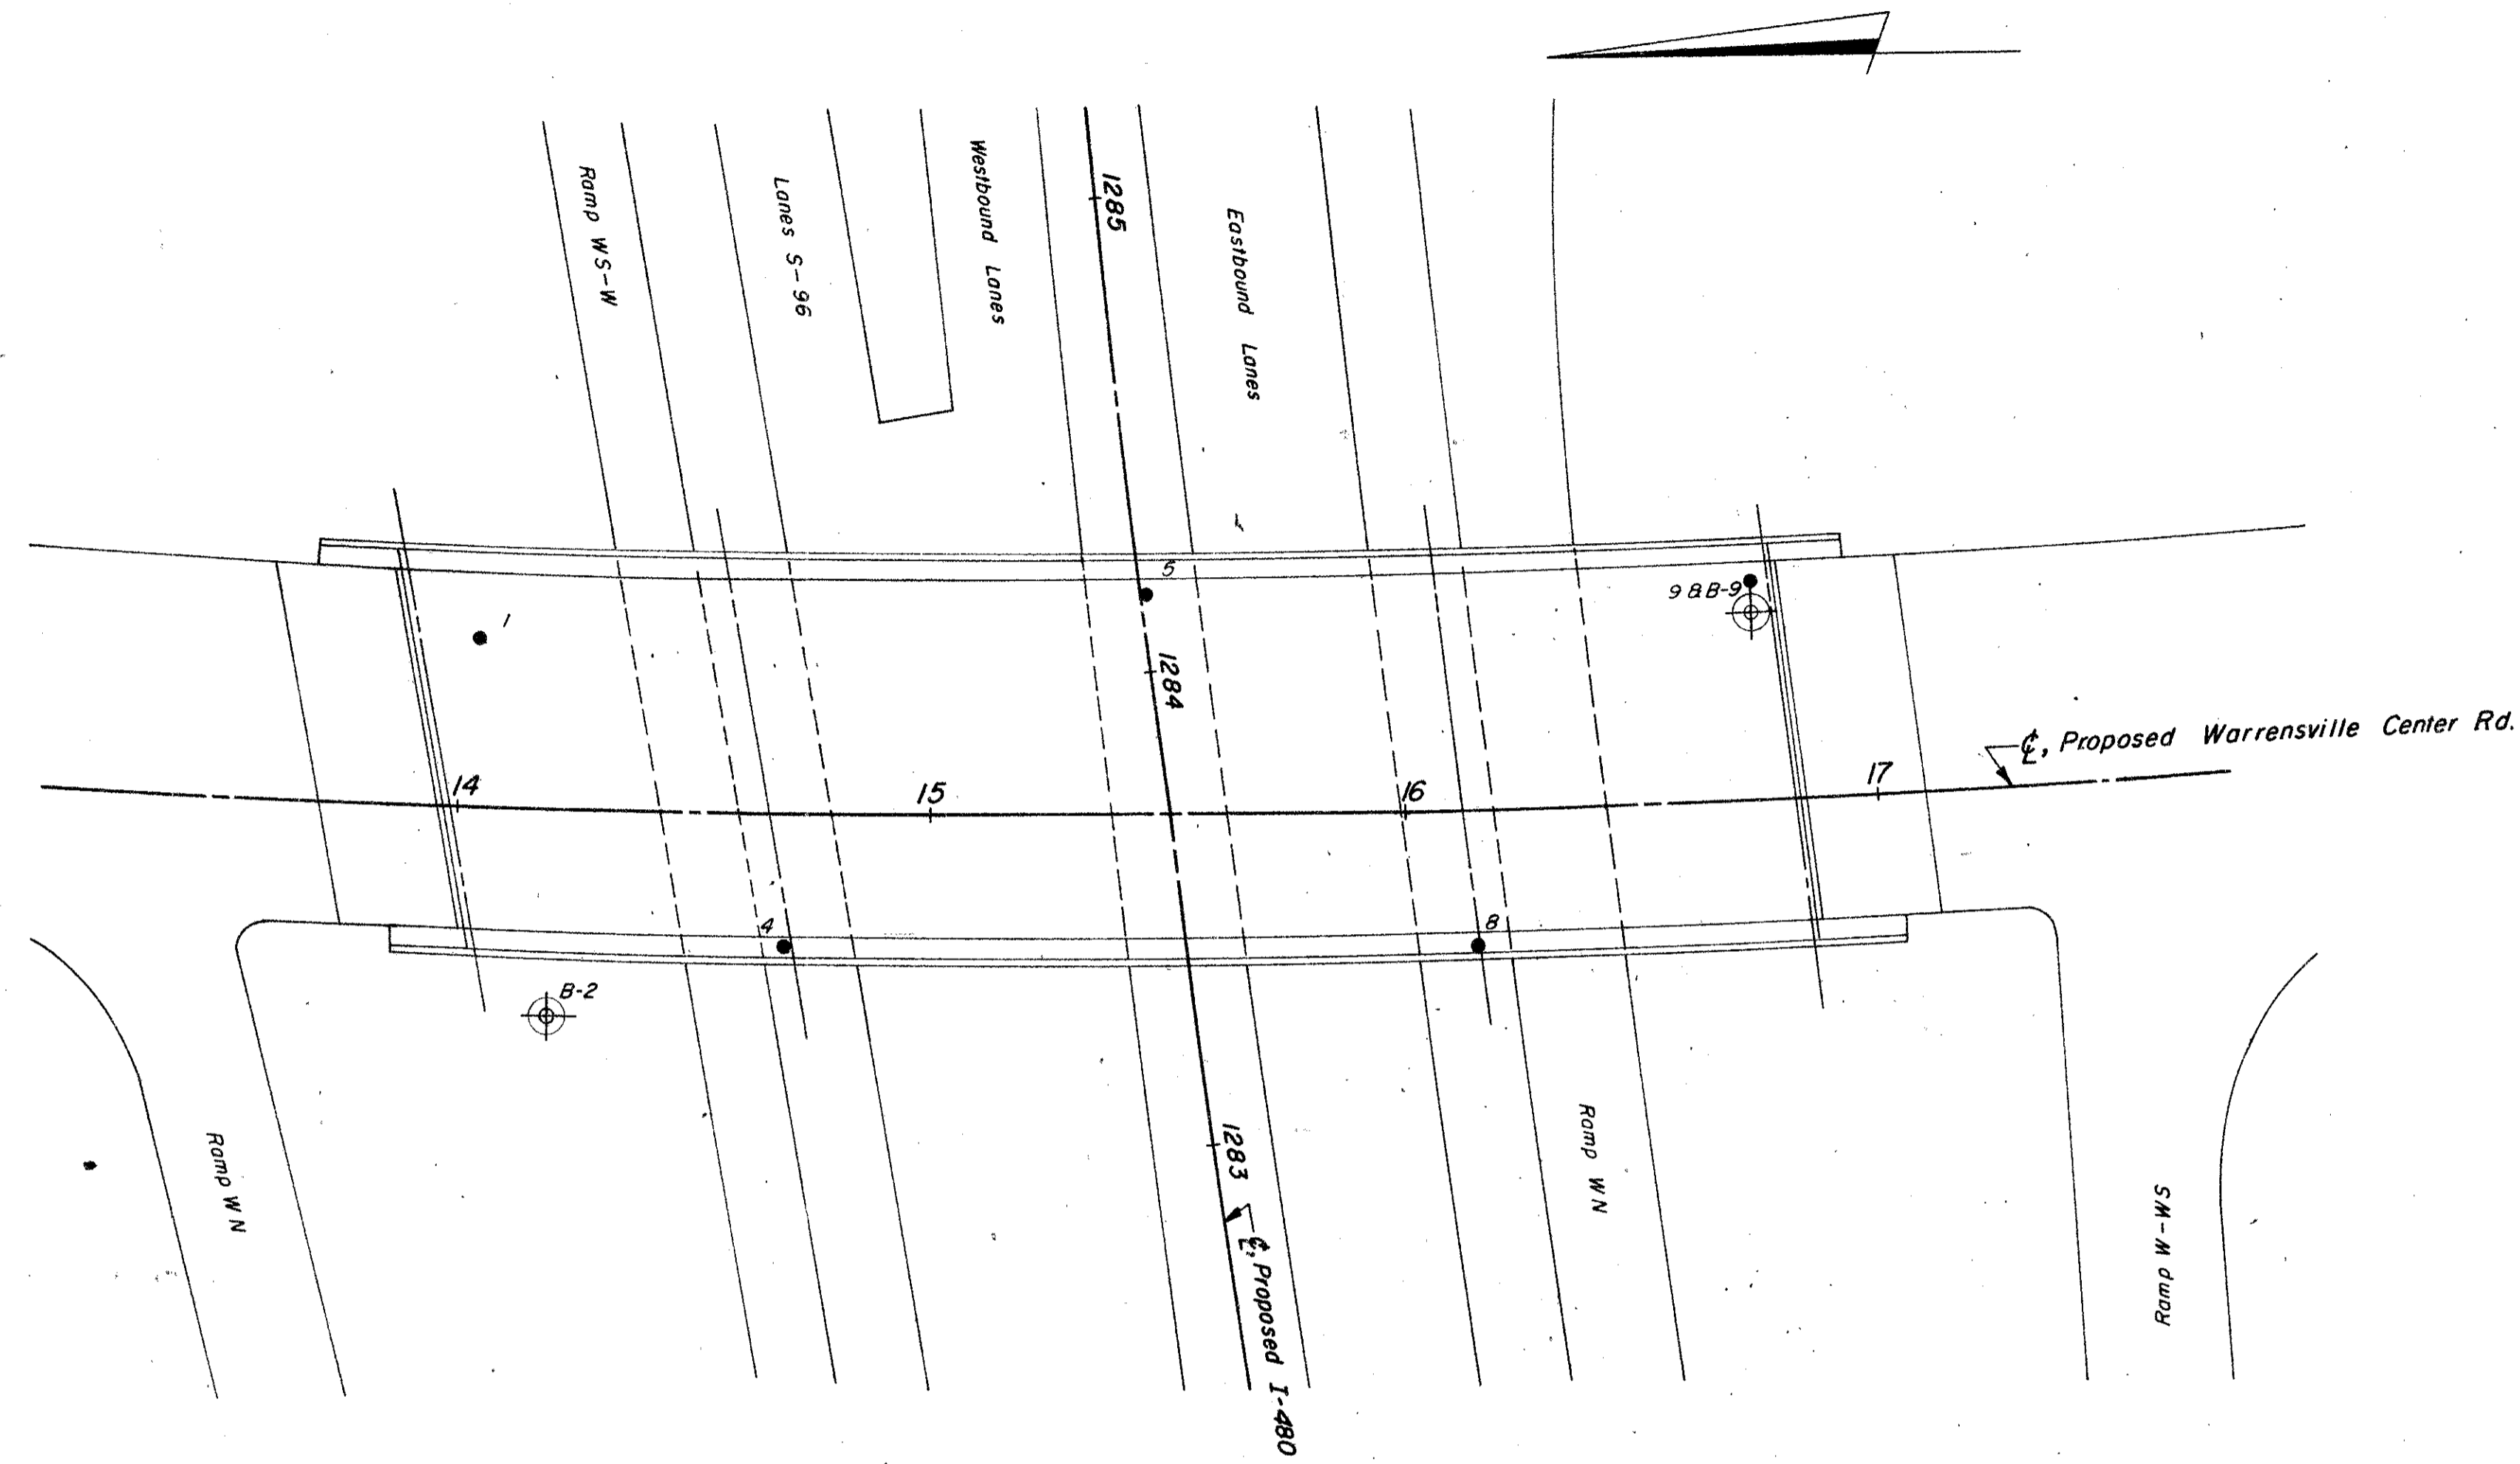 Ramp WS-W
Lanes S-96
Westbound Lanes
1285
Eastbound Lanes
5
9 & B-9
1
1284
℄, Proposed Warrensville Center Rd.
14
15
16
17
4
8
B-2
Ramp W N
1283
℄, Proposed I-480
Ramp W N
Ramp W-WS